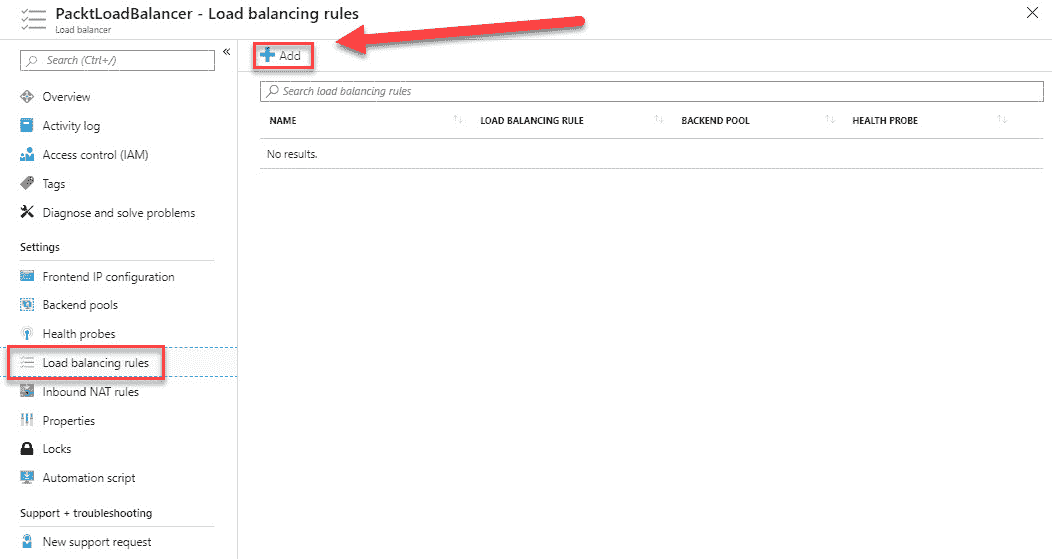 PacktLoadBalancer - Load balancing rules
Load balancer
Search (Ctrl+/)
«
Overview
Activity log
Access control (IAM)
Tags
Diagnose and solve problems
Settings
Frontend IP configuration
Backend pools
Health probes
Load balancing rules
Inbound NAT rules
Properties
Locks
Automation script
Support + troubleshooting
New support request
Add
Search load balancing rules
NAME LOAD BALANCING RULE BACKEND POOL HEALTH PROBE
No results.